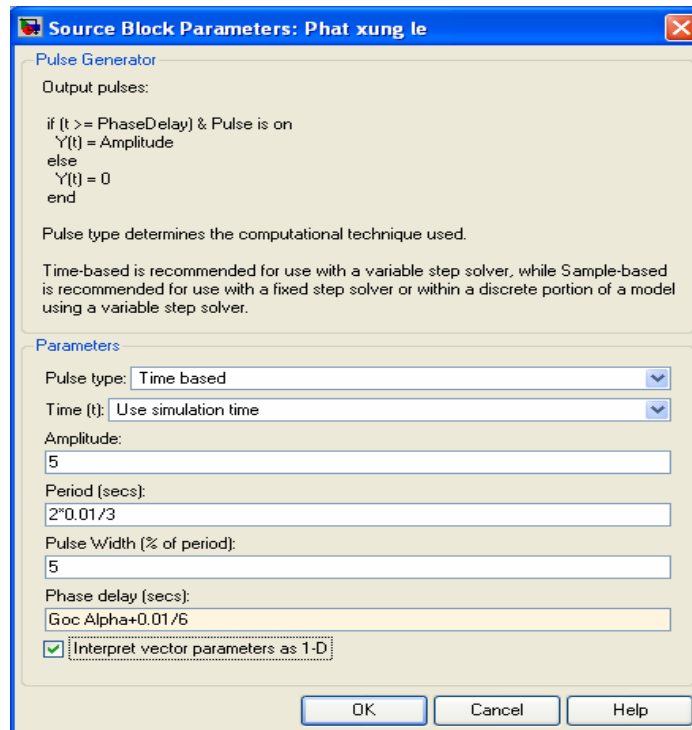 Source Block Parameters: Phat xung le
Pulse Generator
Output pulses:
if (t >= PhaseDelay) & Pulse is on
Y(t) = Amplitude
else
Y(t) = 0
end
Pulse type determines the computational technique used.
Time-based is recommended for use with a variable step solver, while Sample-based
is recommended for use with a fixed step solver or within a discrete portion of a model
using a variable step solver.
Parameters
Pulse type: Time based
Time (t): Use simulation time
Amplitude:
5
Period (secs):
2*0.01/3
Pulse Width (% of period):
5
Phase delay (secs):
Goc Alpha+0.01/6
Interpret vector parameters as 1-D
OK Cancel Help